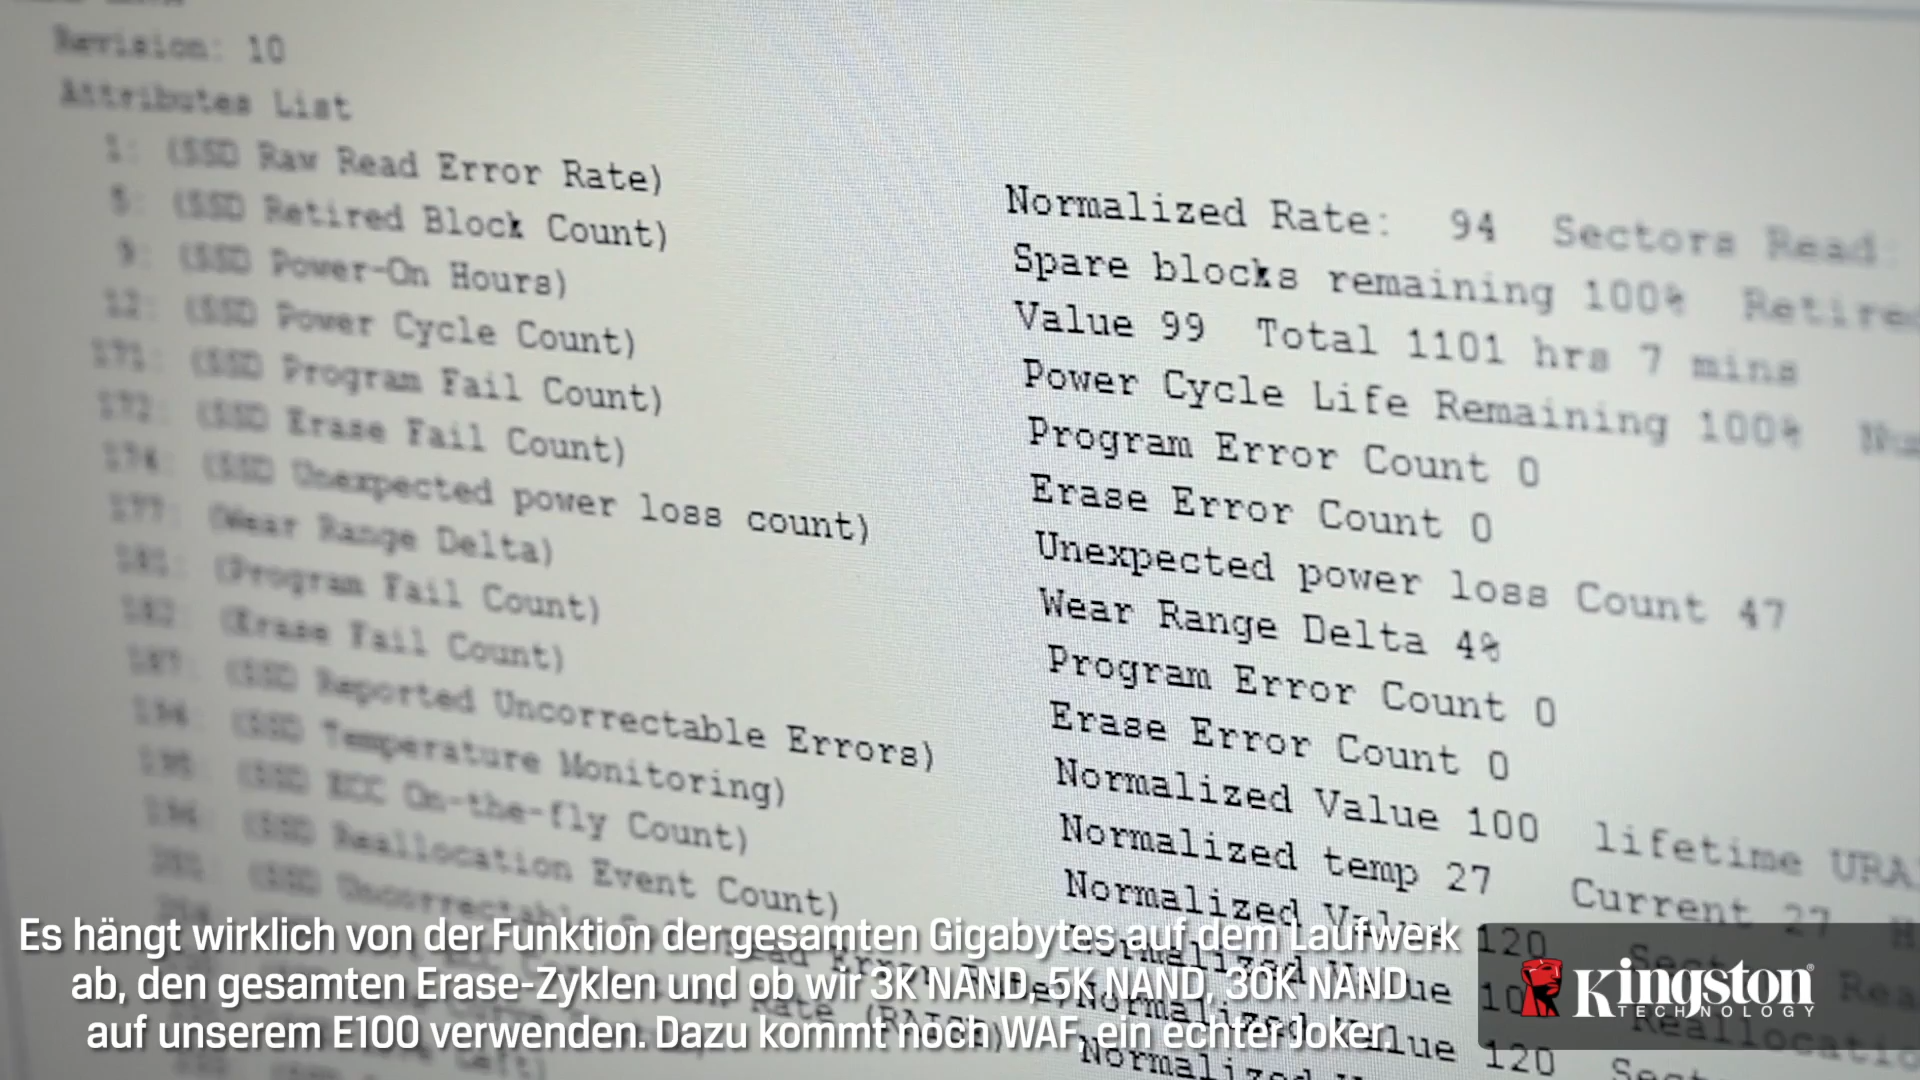 Revision: 10
Attributes List
1: (SSD Raw Read Error Rate) Normalized Rate: 94 Sectors Read:
5: (SSD Retired Block Count) Spare blocks remaining 100% Retired
9: (SSD Power-On Hours) Value 99 Total 1101 hrs 7 mins
12: (SSD Power Cycle Count) Power Cycle Life Remaining 100%
171: (SSD Program Fail Count) Program Error Count 0
172: (SSD Erase Fail Count) Erase Error Count 0
174: (SSD Unexpected power loss count) Unexpected power loss Count 47
177: (Wear Range Delta) Wear Range Delta 4%
181: (Program Fail Count) Program Error Count 0
182: (Erase Fail Count) Erase Error Count 0
187: (SSD Reported Uncorrectable Errors) Normalized Value 100 lifetime
194: (SSD Temperature Monitoring) Normalized temp 27 Current 27
195: (SSD ECC On-the-fly Count) Normalized Value 120
196: (SSD Reallocation Event Count) Normalized Value
Normalized Value 120
Normalized
Es hängt wirklich von der Funktion der gesamten Gigabytes auf dem Laufwerk
ab, den gesamten Erase-Zyklen und ob wir 3K NAND, 5K NAND, 30K NAND
auf unserem E100 verwenden. Dazu kommt noch WAF, ein echter Joker.
Kingston
TECHNOLOGY